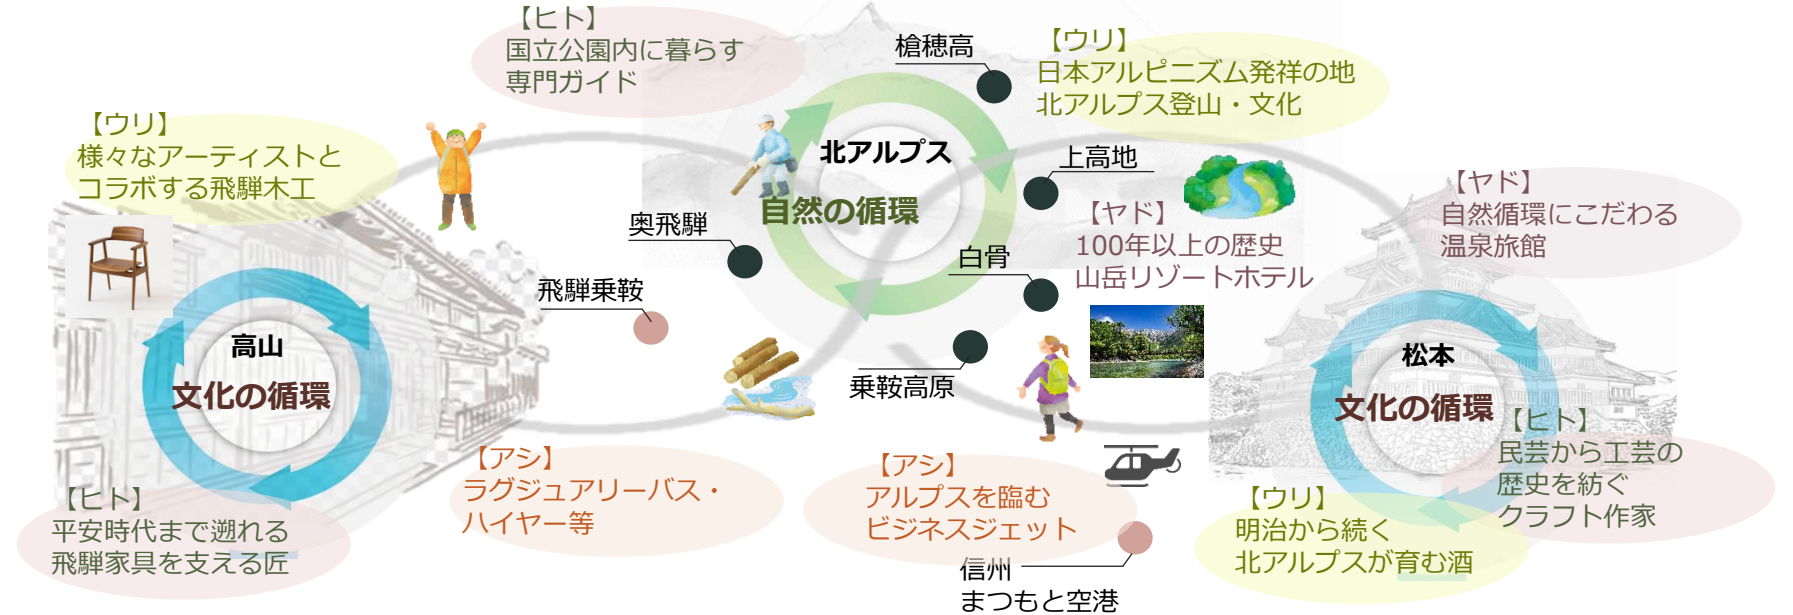 【ヒト】
国立公園内に暮らす
専門ガイド
槍穂高
【ウリ】
日本アルピニズム発祥の地
北アルプス登山・文化
【ウリ】
様々なアーティストと
コラボする飛騨木工
北アルプス
自然の循環
上高地
【ヤド】
100年以上の歴史
山岳リゾートホテル
【ヤド】
自然循環にこだわる
温泉旅館
奥飛騨
白骨
飛騨乗鞍
乗鞍高原
高山
文化の循環
松本
文化の循環
【ヒト】
民芸から工芸の
歴史を紡ぐ
クラフト作家
【アシ】
ラグジュアリーバス・
ハイヤー等
【アシ】
アルプスを臨む
ビジネスジェット
【ヒト】
平安時代まで遡れる
飛騨家具を支える匠
【ウリ】
明治から続く
北アルプスが育む酒
信州
まつもと空港